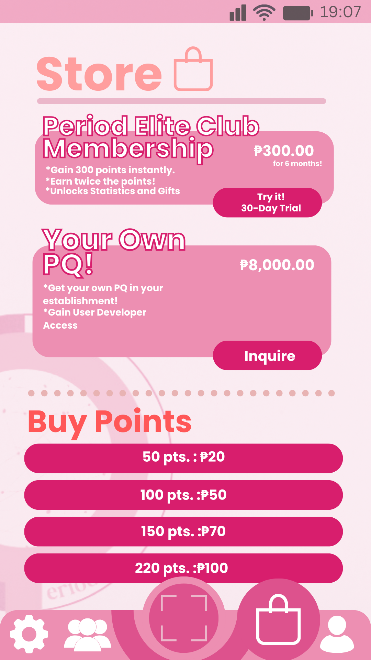 19:07
Store
Period Elite Club
Membership
₱300.00
for 6 months!
*Gain 300 points instantly.
*Earn twice the points!
*Unlocks Statistics and Gifts
Try it!
30-Day Trial
Your Own
PQ!
₱8,000.00
*Get your own PQ in your
establishment!
*Gain User Developer
Access
Inquire
Buy Points
50 pts. : ₱20
100 pts. :₱50
150 pts. :₱70
220 pts. :₱100